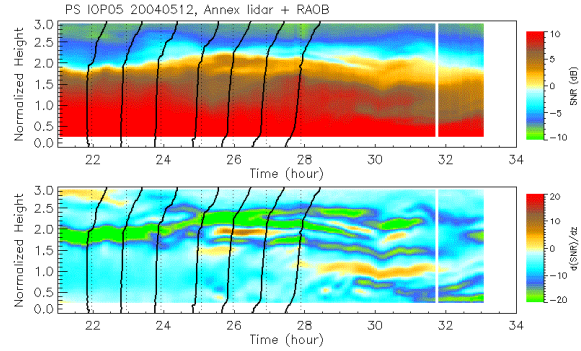 PS IOP05 20040512, Annex lidar + RAOB
Normalized Height
3.0
2.5
2.0
1.5
1.0
0.5
0.0
22 24 26 28 30 32 34
Time (hour)
10
5
0
-5
-10
SNR (dB)
Normalized Height
3.0
2.5
2.0
1.5
1.0
0.5
0.0
22 24 26 28 30 32 34
Time (hour)
20
10
0
-10
-20
d(SNR)/dz